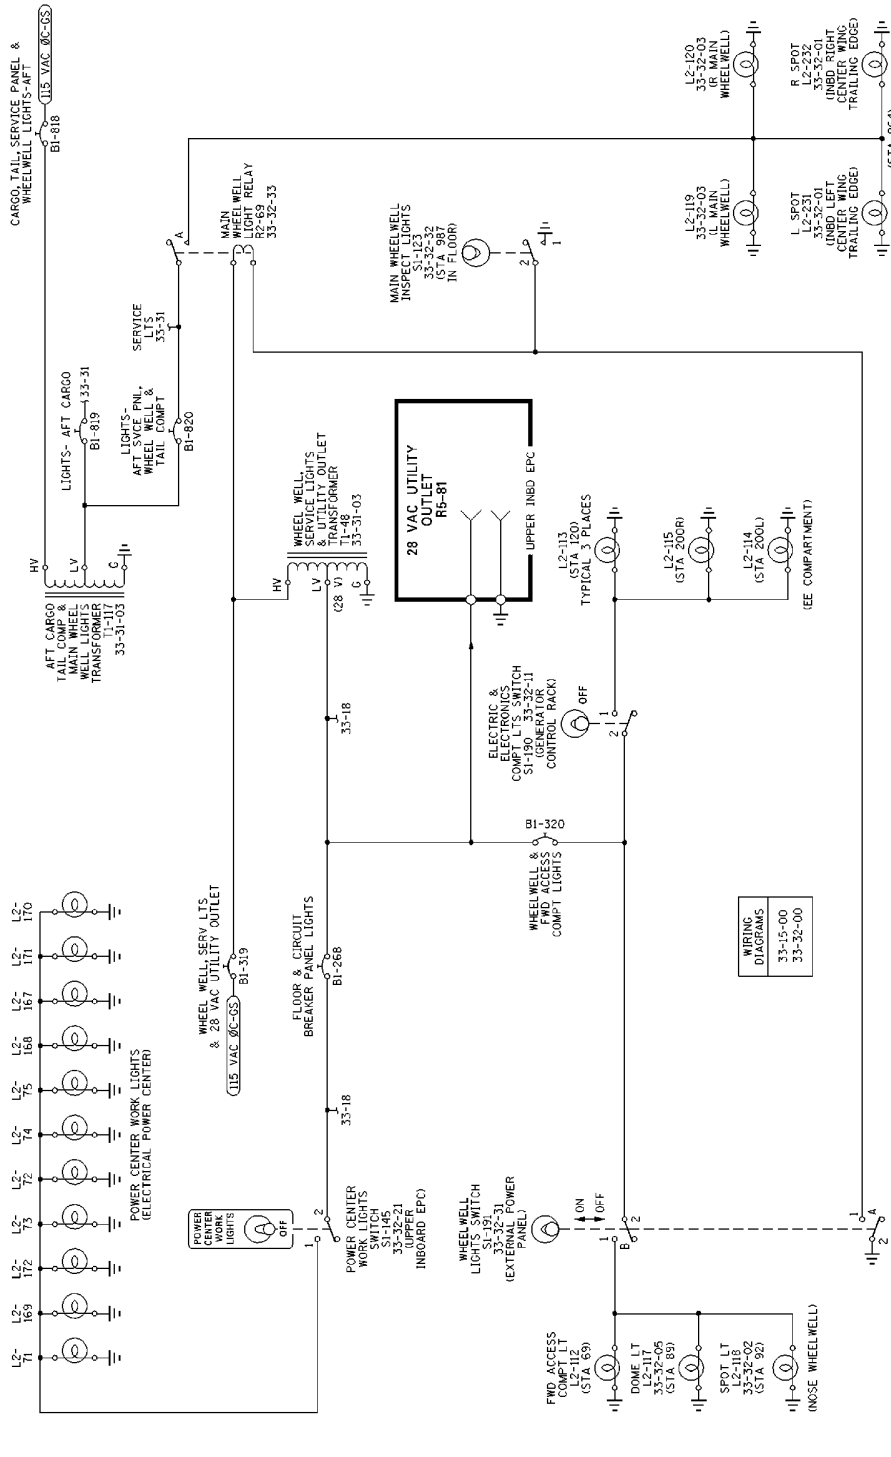 CARGO, TAIL, SERVICE PANEL &
WHEELWELL LIGHTS-AFT
115 VAC ØC-GS
B1-818
HV
LV
G
AFT CARGO
TAIL COMP &
MAIN WHEEL
WELL LIGHTS
TRANSFORMER
T1-117
33-31-03
LIGHTS- AFT CARGO
B1-819
33-31
LIGHTS-
AFT SVCE PNL,
WHEEL WELL &
TAIL COMPT
B1-820
SERVICE
LTS
33-31
A
MAIN
WHEELWELL
LIGHT RELAY
R2-69
33-32-33
L2-
71
L2-
169
L2-
172
L2-
73
L2-
72
L2-
74
L2-
75
L2-
168
L2-
167
L2-
171
L2-
170
POWER CENTER WORK LIGHTS
(ELECTRICAL POWER CENTER)
WHEEL WELL, SERV LTS
& 28 VAC UTILITY OUTLET
115 VAC ØC-GS
B1-319
HV
LV
(28 V)
G
WHEEL WELL,
SERVICE LIGHTS
& UTILITY OUTLET
TRANSFORMER
T1-48
33-31-03
POWER
CENTER
WORK
LIGHTS
OFF
1
2
POWER CENTER
WORK LIGHTS
SWITCH
S1-145
33-32-21
(UPPER
INBOARD EPC)
33-18
FLOOR & CIRCUIT
BREAKER PANEL LIGHTS
B1-268
33-18
MAIN WHEELWELL
INSPECT LIGHTS
S1-123
33-32-32
(STA 987
IN FLOOR)
2
1
28 VAC UTILITY
OUTLET
R5-81
UPPER INBD EPC
WHEELWELL
LIGHTS SWITCH
S1-191
33-32-31
(EXTERNAL POWER
PANEL)
ON
OFF
1
2
B
WHEELWELL &
FWD ACCESS
COMPT LIGHTS
B1-320
ELECTRIC &
ELECTRONICS
COMPT LTS SWITCH
S1-190 33-32-11
(GENERATOR
CONTROL RACK)
OFF
2
1
L2-113
(STA 120)
TYPICAL 3 PLACES
L2-115
(STA 200R)
L2-114
(STA 200L)
(EE COMPARTMENT)
FWD ACCESS
COMPT LT
L2-112
(STA 69)
DOME LT
L2-117
33-32-05
(STA 89)
SPOT LT
L2-118
33-32-02
(STA 92)
(NOSE WHEELWELL)
L2-119
33-32-03
(L MAIN
WHEELWELL)
L2-120
33-32-03
(R MAIN
WHEELWELL)
L SPOT
L2-231
33-32-01
(INBD LEFT
CENTER WING
TRAILING EDGE)
R SPOT
L2-232
33-32-01
(INBD RIGHT
CENTER WING
TRAILING EDGE)
WIRING
DIAGRAMS
33-15-00
33-32-00
1
2
A